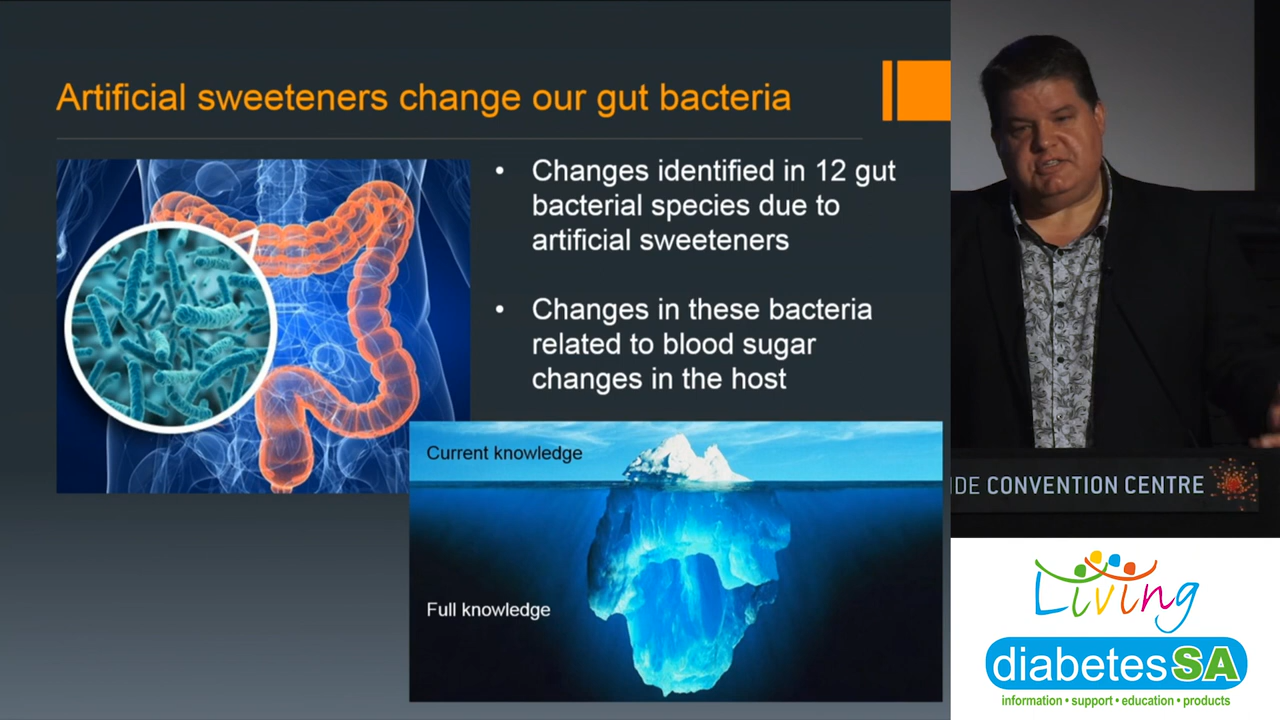 Artificial sweeteners change our gut bacteria
• Changes identified in 12 gut
bacterial species due to
artificial sweeteners
• Changes in these bacteria
related to blood sugar
changes in the host
Current knowledge
Full knowledge
IDE CONVENTION CENTRE
Living
diabetesSA
information • support • education • products